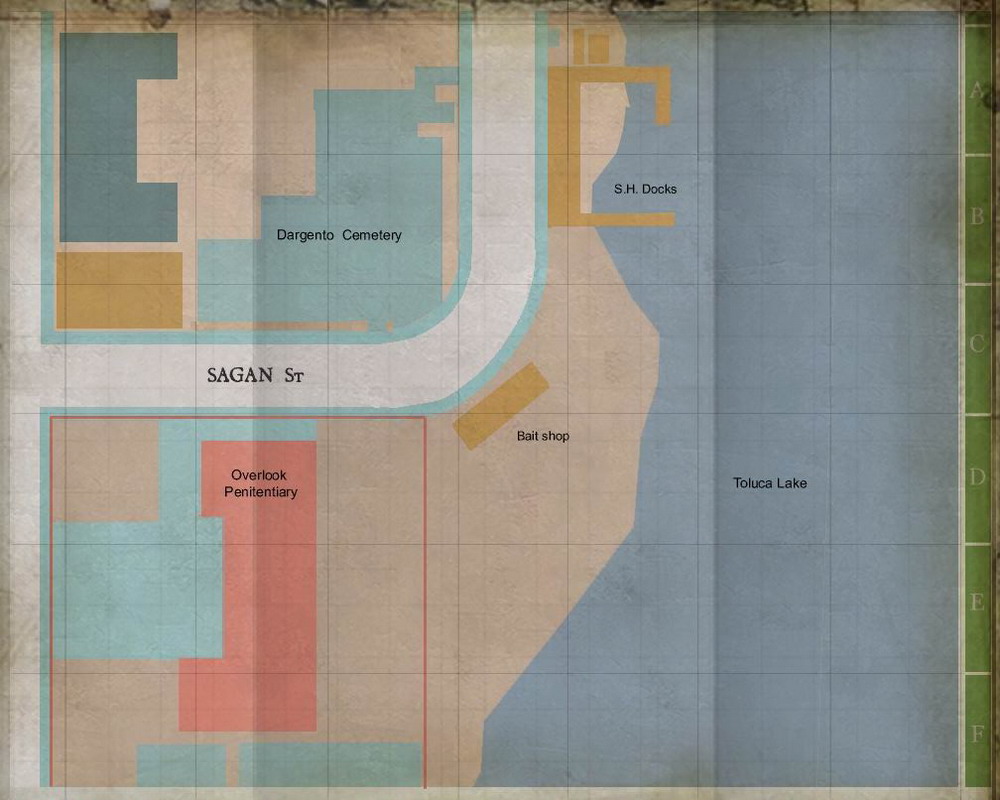 A
S.H. Docks
B
Dargento Cemetery
C
SAGAN ST
Bait shop
Overlook
Penitentiary
Toluca Lake
D
E
F